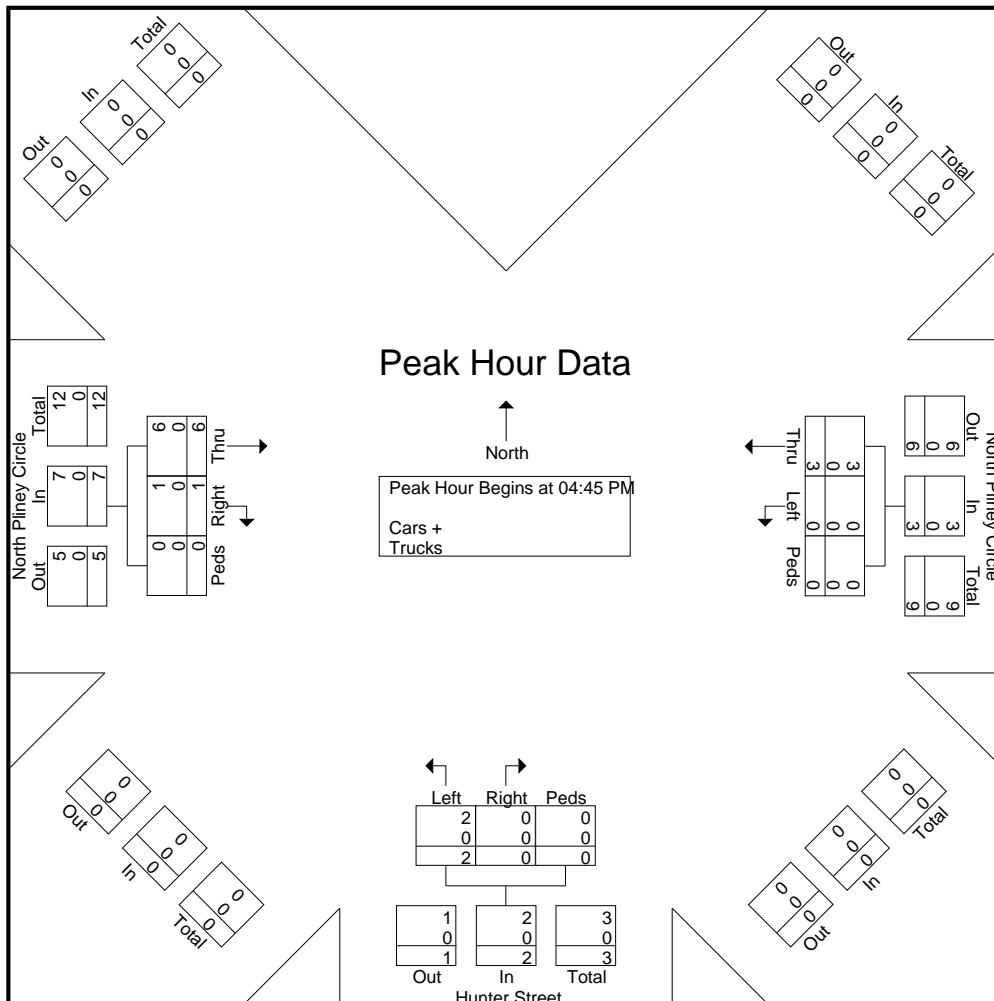 Total
0
0
0
In
0
0
0
Out
0
0
0
Out
0
0
0
In
0
0
0
Total
0
0
0
Peak Hour Data
North
Peak Hour Begins at 04:45 PM
Cars +
Trucks
North Pliney Circle
Total
12
0
12
In
7
0
7
Out
5
0
5
Thru
6
0
6
Right
1
0
1
Peds
0
0
0
Thru
3
0
3
Left
0
0
0
Peds
0
0
0
North Pliney Circle
Out
6
0
6
In
3
0
3
Total
9
0
9
Out
0
0
0
In
0
0
0
Total
0
0
0
Left Right Peds
2 0 0
0 0 0
2 0 0
1 2 3
0 0 0
1 2 3
Out In Total
Hunter Street
Total
0
0
0
In
0
0
0
Out
0
0
0